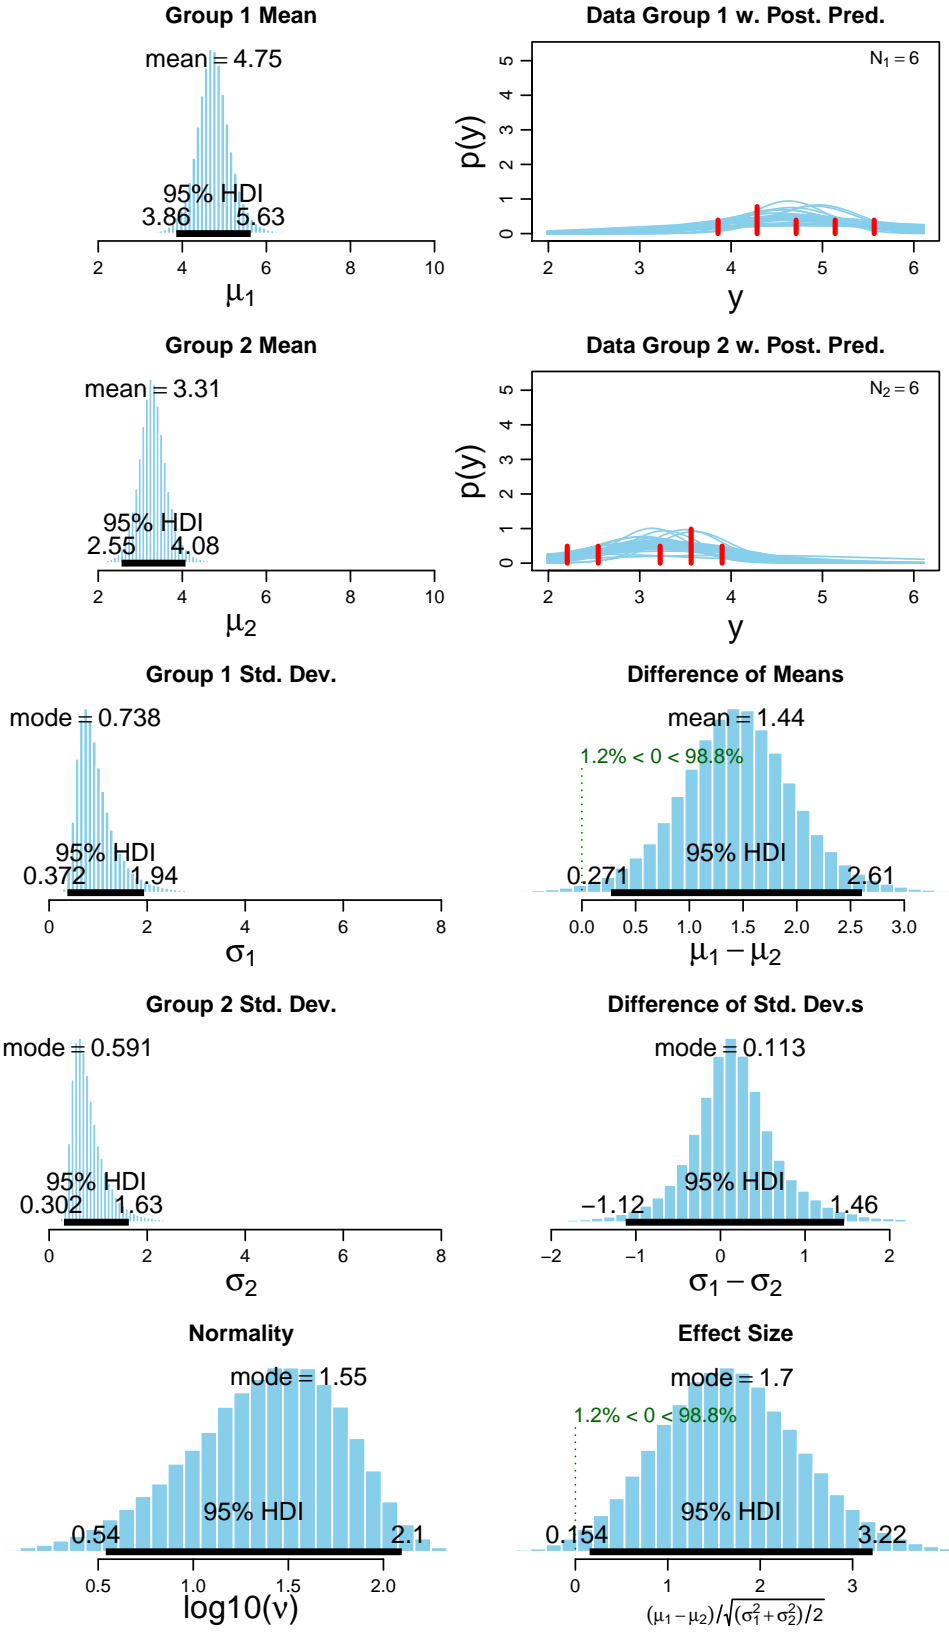 Group 1 Mean
mean = 4.75
95% HDI
3.86 5.63
2 4 6 8 10
μ1
Data Group 1 w. Post. Pred.
N1 = 6
p(y)
0 1 2 3 4 5
2 3 4 5 6
y
Group 2 Mean
mean = 3.31
95% HDI
2.55 4.08
2 4 6 8 10
μ2
Data Group 2 w. Post. Pred.
N2 = 6
p(y)
0 1 2 3 4 5
2 3 4 5 6
y
Group 1 Std. Dev.
mode = 0.738
95% HDI
0.372 1.94
0 2 4 6 8
σ1
Difference of Means
mean = 1.44
1.2% < 0 < 98.8%
95% HDI
0.271 2.61
0.0 0.5 1.0 1.5 2.0 2.5 3.0
μ1 − μ2
Group 2 Std. Dev.
mode = 0.591
95% HDI
0.302 1.63
0 2 4 6 8
σ2
Difference of Std. Dev.s
mode = 0.113
95% HDI
−1.12 1.46
−2 −1 0 1 2
σ1 − σ2
Normality
mode = 1.55
95% HDI
0.54 2.1
0.5 1.0 1.5 2.0
log10(ν)
Effect Size
mode = 1.7
1.2% < 0 < 98.8%
95% HDI
0.154 3.22
0 1 2 3
(μ1 − μ2)/√(σ1² + σ2²)/2